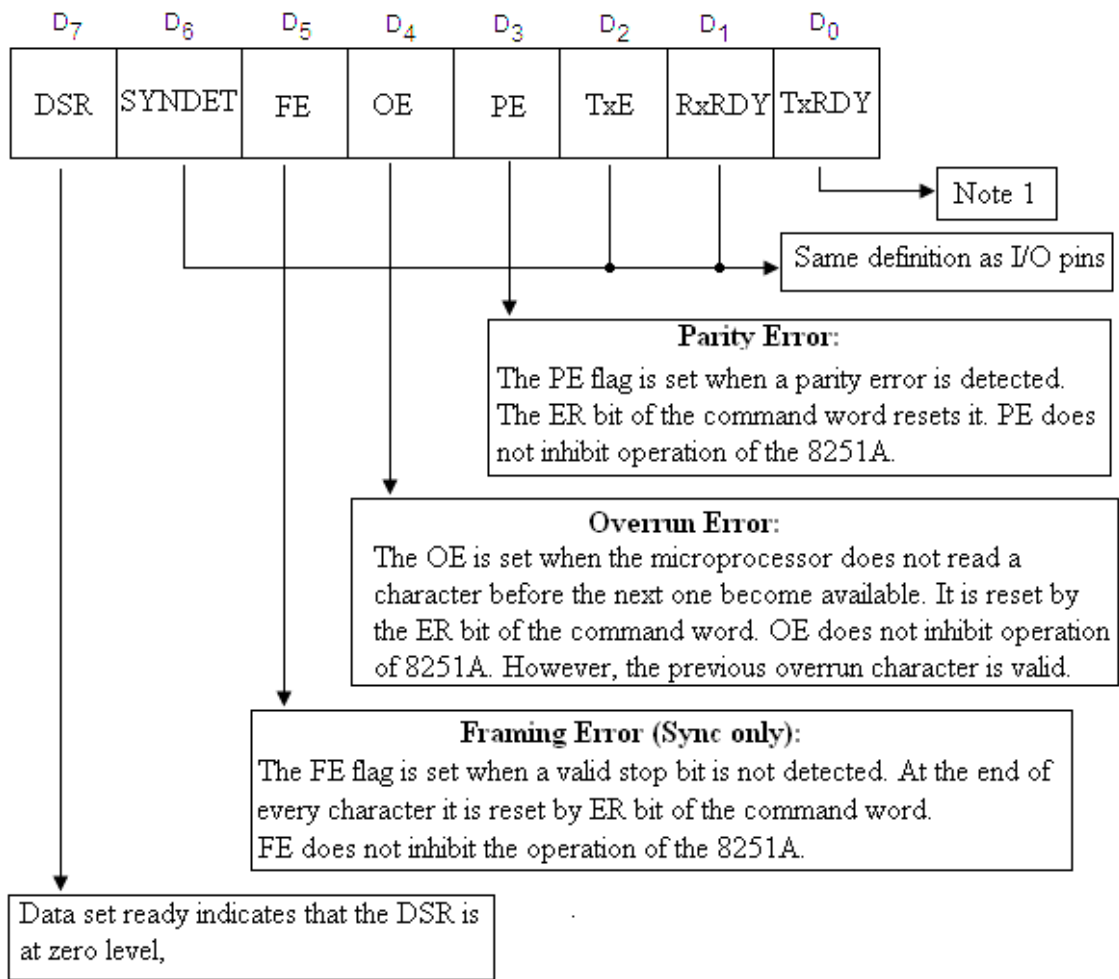 D7 D6 D5 D4 D3 D2 D1 D0
DSR SYNDET FE OE PE TxE RxRDY TxRDY
Note 1
Same definition as I/O pins
Parity Error:
The PE flag is set when a parity error is detected.
The ER bit of the command word resets it. PE does
not inhibit operation of the 8251A.
Overrun Error:
The OE is set when the microprocessor does not read a
character before the next one become available. It is reset by
the ER bit of the command word. OE does not inhibit operation
of 8251A. However, the previous overrun character is valid.
Framing Error (Sync only):
The FE flag is set when a valid stop bit is not detected. At the end of
every character it is reset by ER bit of the command word.
FE does not inhibit the operation of the 8251A.
Data set ready indicates that the DSR is
at zero level,